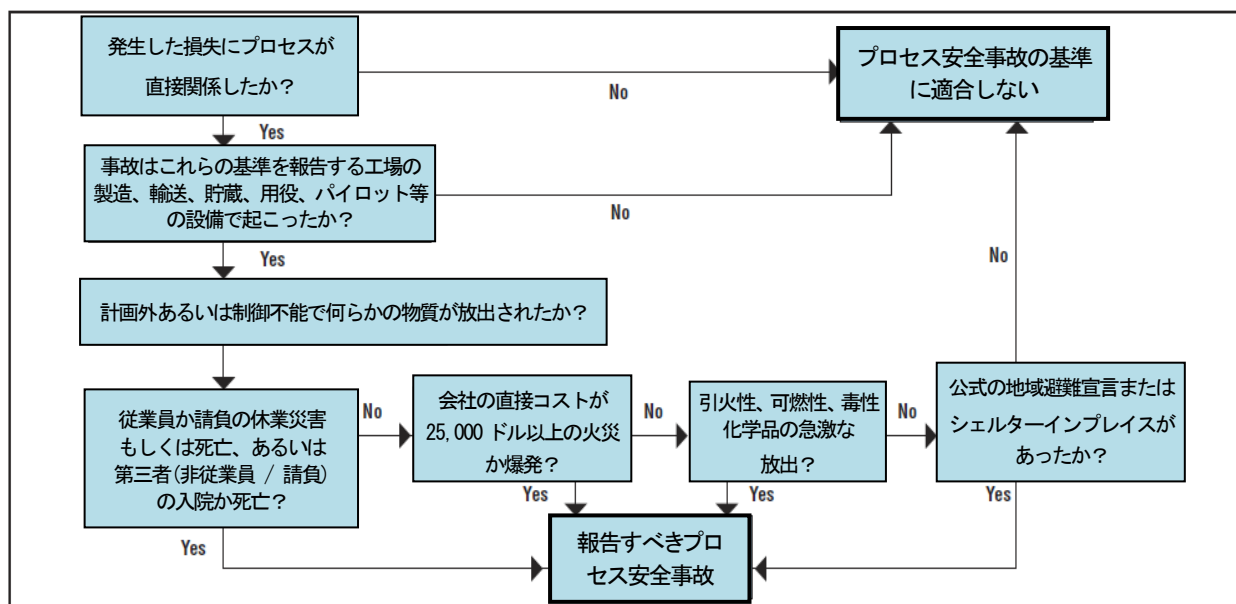 発生した損失にプロセスが
直接関係したか？
No
プロセス安全事故の基準
に適合しない
Yes
事故はこれらの基準を報告する工場の
製造、輸送、貯蔵、用役、パイロット等
の設備で起こったか？
No
Yes
No
計画外あるいは制御不能で何らかの物質が放出されたか？
従業員か請負の休業災害
もしくは死亡、あるいは
第三者(非従業員 / 請負)
の入院か死亡？
No
会社の直接コストが
25,000 ドル以上の火災
か爆発？
No
引火性、可燃性、毒性
化学品の急激な
放出？
No
公式の地域避難宣言または
シェルターインプレイスが
あったか？
Yes
Yes
Yes
Yes
報告すべきプロ
セス安全事故